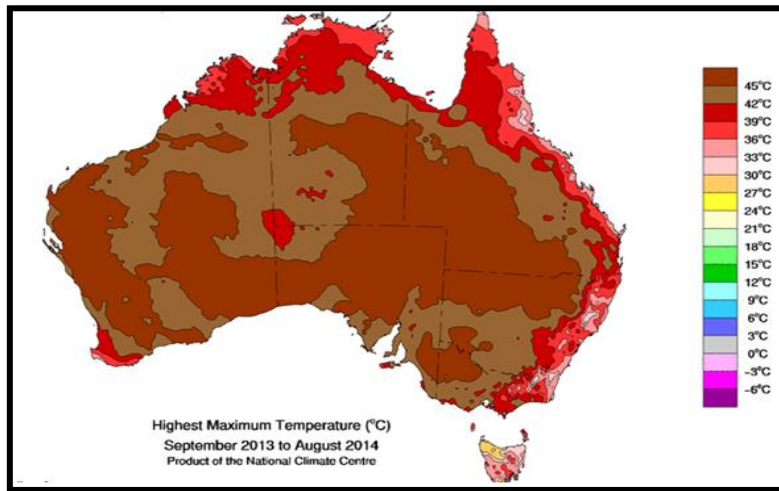 45°C
42°C
39°C
36°C
33°C
30°C
27°C
24°C
21°C
18°C
15°C
12°C
9°C
6°C
3°C
0°C
-3°C
-6°C
Highest Maximum Temperature (°C)
September 2013 to August 2014
Product of the National Climate Centre